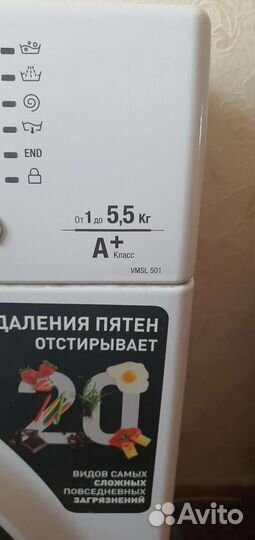 END
От 1 до 5,5 Кг
A+ Класс
VMSL 501
ДАЛЕНИЯ ПЯТЕН
ОТСТИРЫВАЕТ
20
ВИДОВ САМЫХ
СЛОЖНЫХ
ПОВСЕДНЕВНЫХ
ЗАГРЯЗНЕНИЙ
Avito